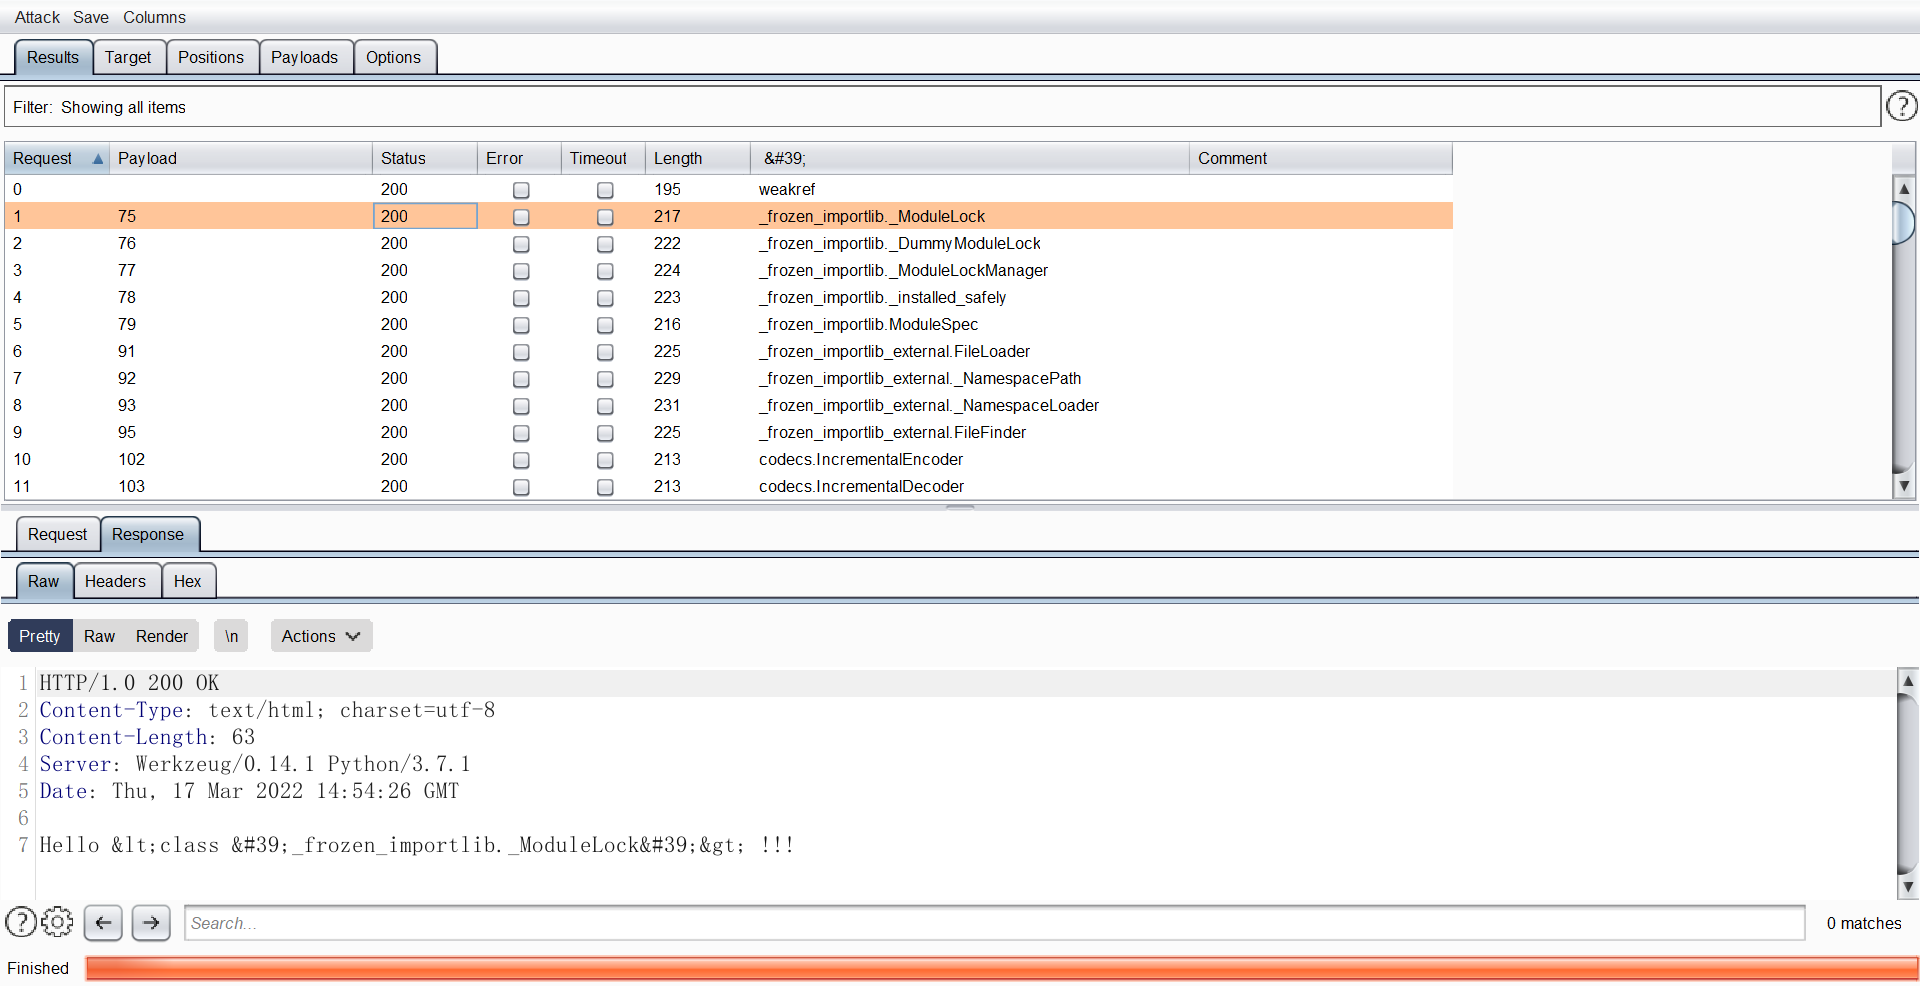 Attack Save Columns
Results Target Positions Payloads Options
Filter: Showing all items
Request Payload Status Error Timeout Length &#39; Comment
0 200 195 weakref
1 75 200 217 _frozen_importlib._ModuleLock
2 76 200 222 _frozen_importlib._DummyModuleLock
3 77 200 224 _frozen_importlib._ModuleLockManager
4 78 200 223 _frozen_importlib._installed_safely
5 79 200 216 _frozen_importlib.ModuleSpec
6 91 200 225 _frozen_importlib_external.FileLoader
7 92 200 229 _frozen_importlib_external._NamespacePath
8 93 200 231 _frozen_importlib_external._NamespaceLoader
9 95 200 225 _frozen_importlib_external.FileFinder
10 102 200 213 codecs.IncrementalEncoder
11 103 200 213 codecs.IncrementalDecoder
Request Response
Raw Headers Hex
Pretty Raw Render \n Actions
1 HTTP/1.0 200 OK
2 Content-Type: text/html; charset=utf-8
3 Content-Length: 63
4 Server: Werkzeug/0.14.1 Python/3.7.1
5 Date: Thu, 17 Mar 2022 14:54:26 GMT
6
7 Hello &lt;class &#39;_frozen_importlib._ModuleLock&#39;&gt; !!!
Search... 0 matches
Finished